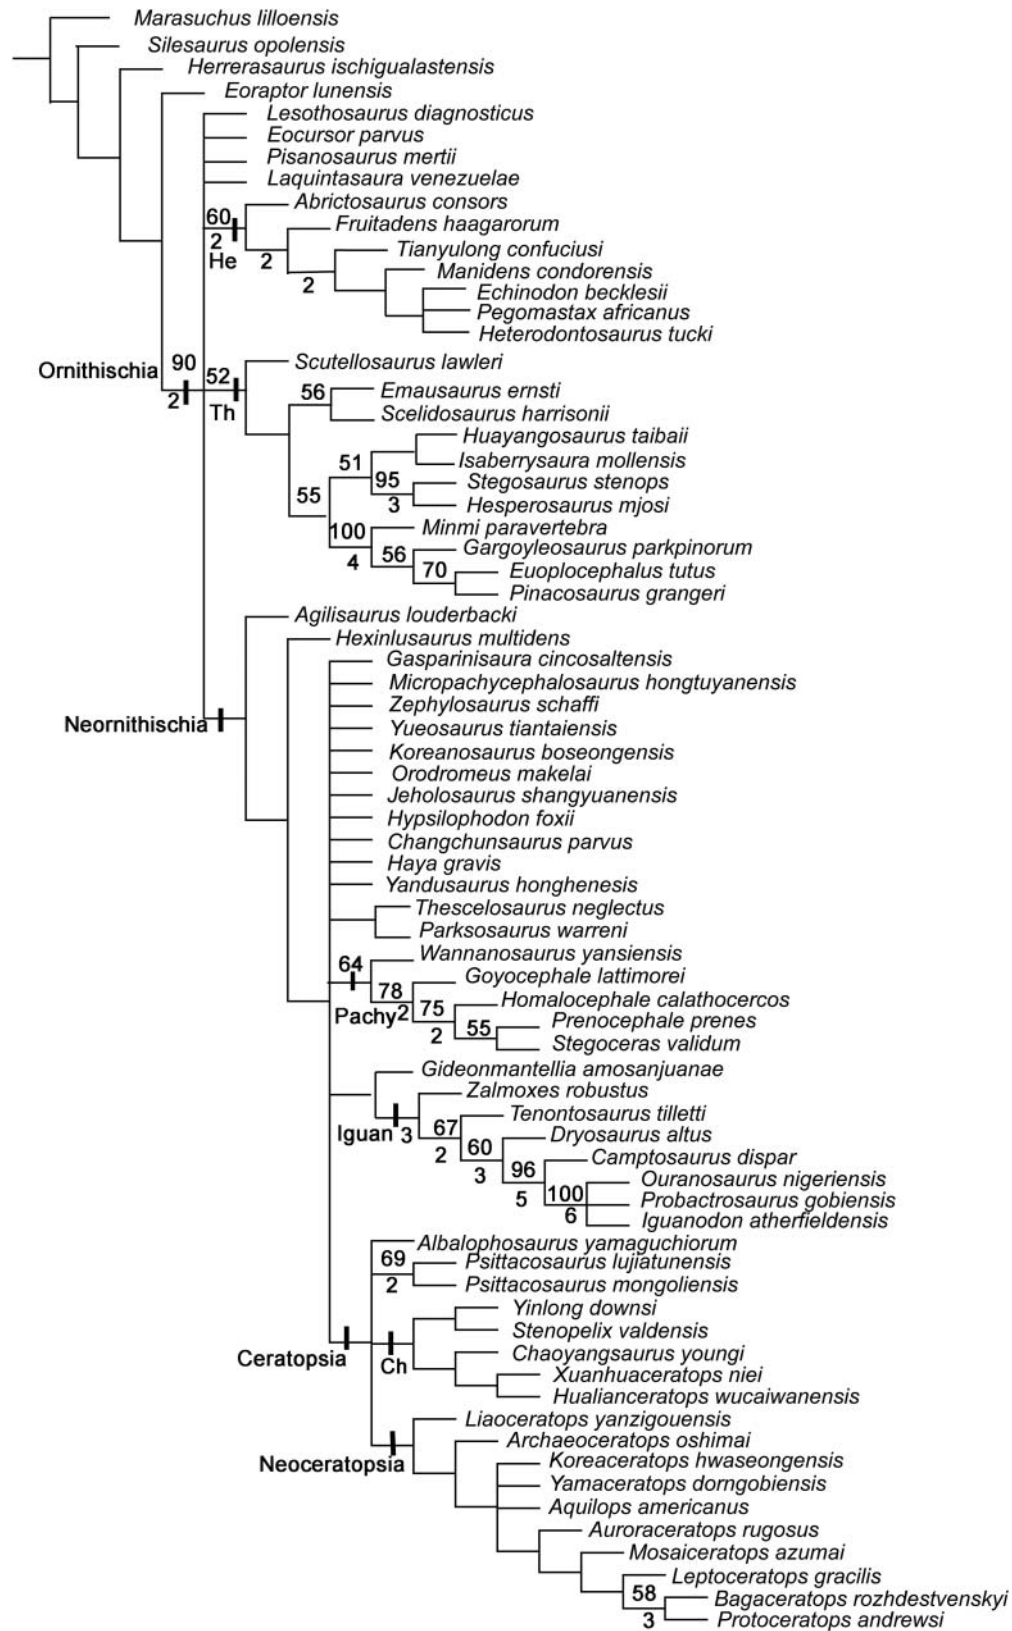 Marasuchus lilloensis
Silesaurus opolensis
Herrerasaurus ischigualastensis
Eoraptor lunensis
Lesothosaurus diagnosticus
Eocursor parvus
Pisanosaurus mertii
Laquintasaura venezuelae
Abrictosaurus consors
60
Fruitadens haagarorum
2
He
2
Tianyulong confuciusi
2
Manidens condorensis
Echinodon becklesii
Pegomastax africanus
Heterodontosaurus tucki
Ornithischia
90
2
52
Th
Scutellosaurus lawleri
56
Emausaurus ernsti
Scelidosaurus harrisonii
Huayangosaurus taibaii
51
Isaberrysaura mollensis
95
Stegosaurus stenops
55
3
Hesperosaurus mjosi
100
Minmi paravertebra
4
56
Gargoyleosaurus parkpinorum
70
Euoplocephalus tutus
Pinacosaurus grangeri
Agilisaurus louderbacki
Hexinlusaurus multidens
Gasparinisaura cincosaltensis
Micropachycephalosaurus hongtuyanensis
Zephylosaurus schaffi
Neornithischia
Yueosaurus tiantaiensis
Koreanosaurus boseongensis
Orodromeus makelai
Jeholosaurus shangyuanensis
Hypsilophodon foxii
Changchunsaurus parvus
Haya gravis
Yandusaurus honghenesis
Thescelosaurus neglectus
Parksosaurus warreni
Wannanosaurus yansiensis
64
Goyocephale lattimorei
78
Pachy
2
Homalocephale calathocercos
75
2
Prenocephale prenes
55
Stegoceras validum
Gideonmantellia amosanjuanae
Zalmoxes robustus
Iguan
3
Tenontosaurus tilletti
67
2
Dryosaurus altus
60
3
Camptosaurus dispar
96
5
Ouranosaurus nigeriensis
100
Probactrosaurus gobiensis
6
Iguanodon atherfieldensis
Albalophosaurus yamaguchiorum
69
Psittacosaurus lujiatunensis
2
Psittacosaurus mongoliensis
Yinlong downsi
Stenopelix valdensis
Ceratopsia
Ch
Chaoyangsaurus youngi
Xuanhuaceratops niei
Hualianceratops wucaiwanensis
Liaoceratops yanzigouensis
Neoceratopsia
Archaeoceratops oshimai
Koreaceratops hwaseongensis
Yamaceratops dorngobiensis
Aquilops americanus
Auroraceratops rugosus
Mosaiceratops azumai
Leptoceratops gracilis
58
Bagaceratops rozhdestvenskyi
3
Protoceratops andrewsi